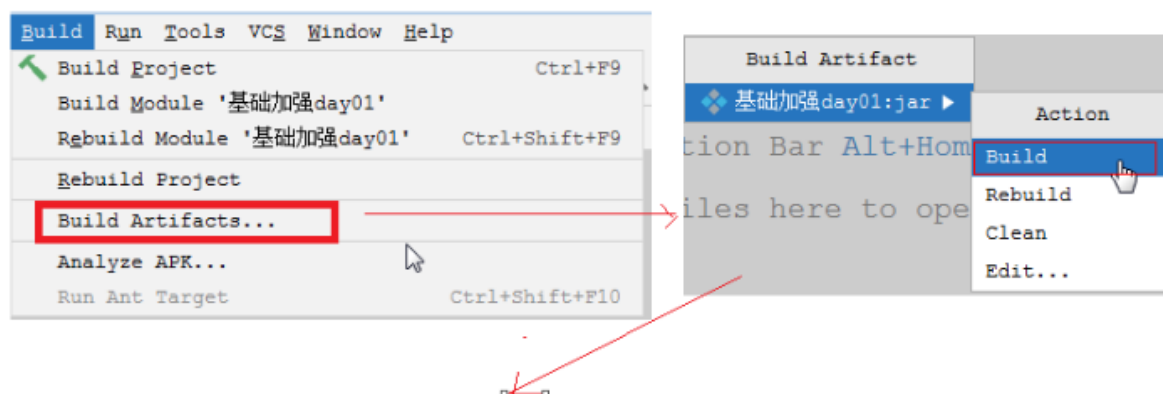 Build Run Tools VCS Window Help
Build Project Ctrl+F9
Build Module '基础加强day01'
Rebuild Module '基础加强day01' Ctrl+Shift+F9
Rebuild Project
Build Artifacts...
Analyze APK...
Run Ant Target Ctrl+Shift+F10
Build Artifact
基础加强day01:jar
tion Bar Alt+Hom
iles here to ope
Action
Build
Rebuild
Clean
Edit...